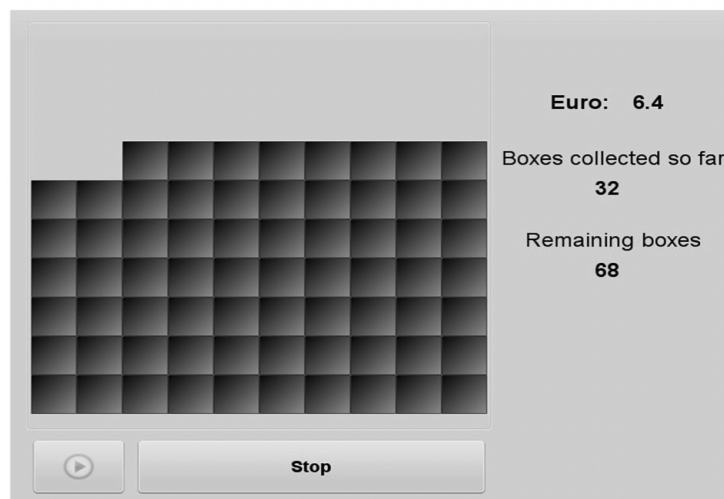 Euro: 6.4
Boxes collected so far
32
Remaining boxes
68
Stop